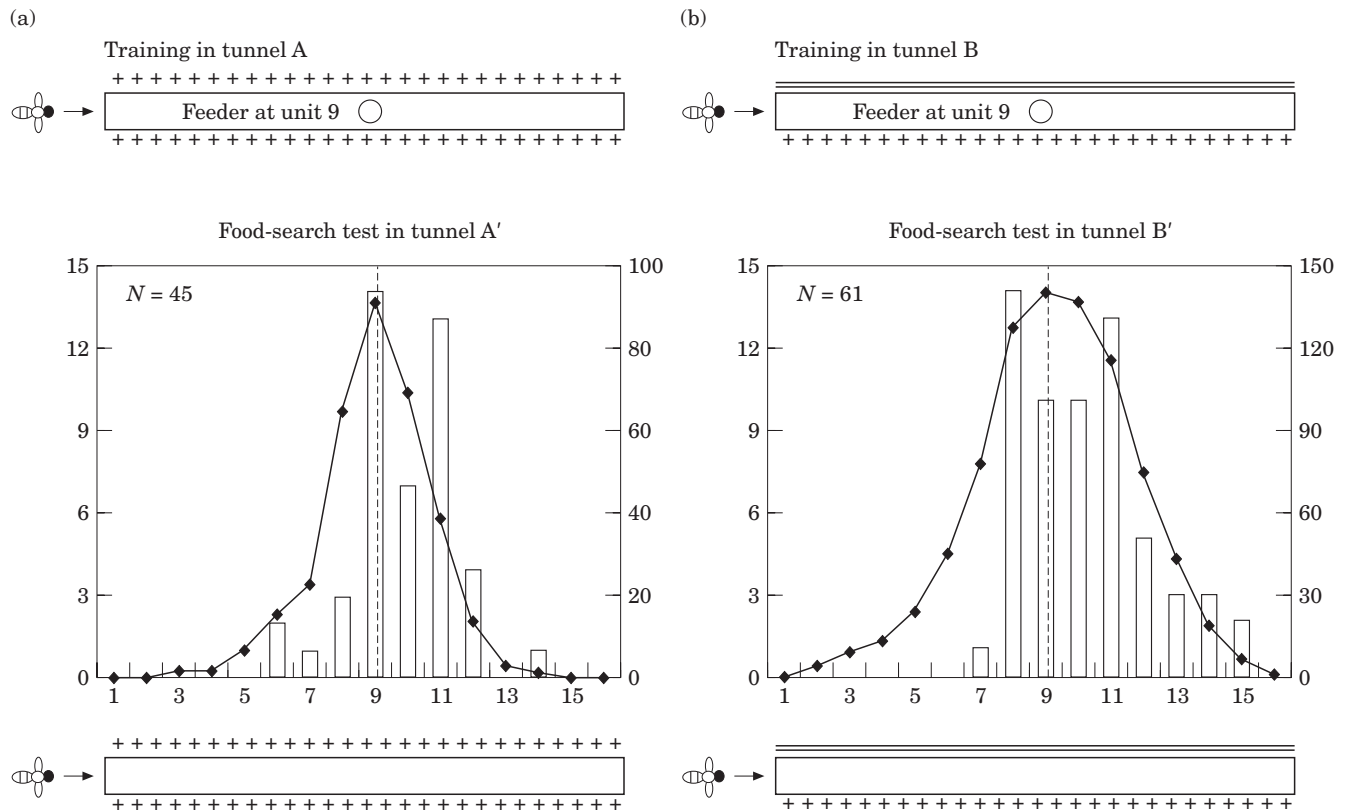 (a)
Training in tunnel A
+ + + + + + + + + + + + + + + + + + + + + + + +
Feeder at unit 9
+ + + + + + + + + + + + + + + + + + + + + + + +
Food-search test in tunnel A′
N = 45
15
12
9
6
3
0
100
80
60
40
20
0
1 3 5 7 9 11 13 15
+ + + + + + + + + + + + + + + + + + + + + + + +
+ + + + + + + + + + + + + + + + + + + + + + + +
(b)
Training in tunnel B
Feeder at unit 9
+ + + + + + + + + + + + + + + + + + + + + + + +
Food-search test in tunnel B′
N = 61
15
12
9
6
3
0
150
120
90
60
30
0
1 3 5 7 9 11 13 15
+ + + + + + + + + + + + + + + + + + + + + + + +